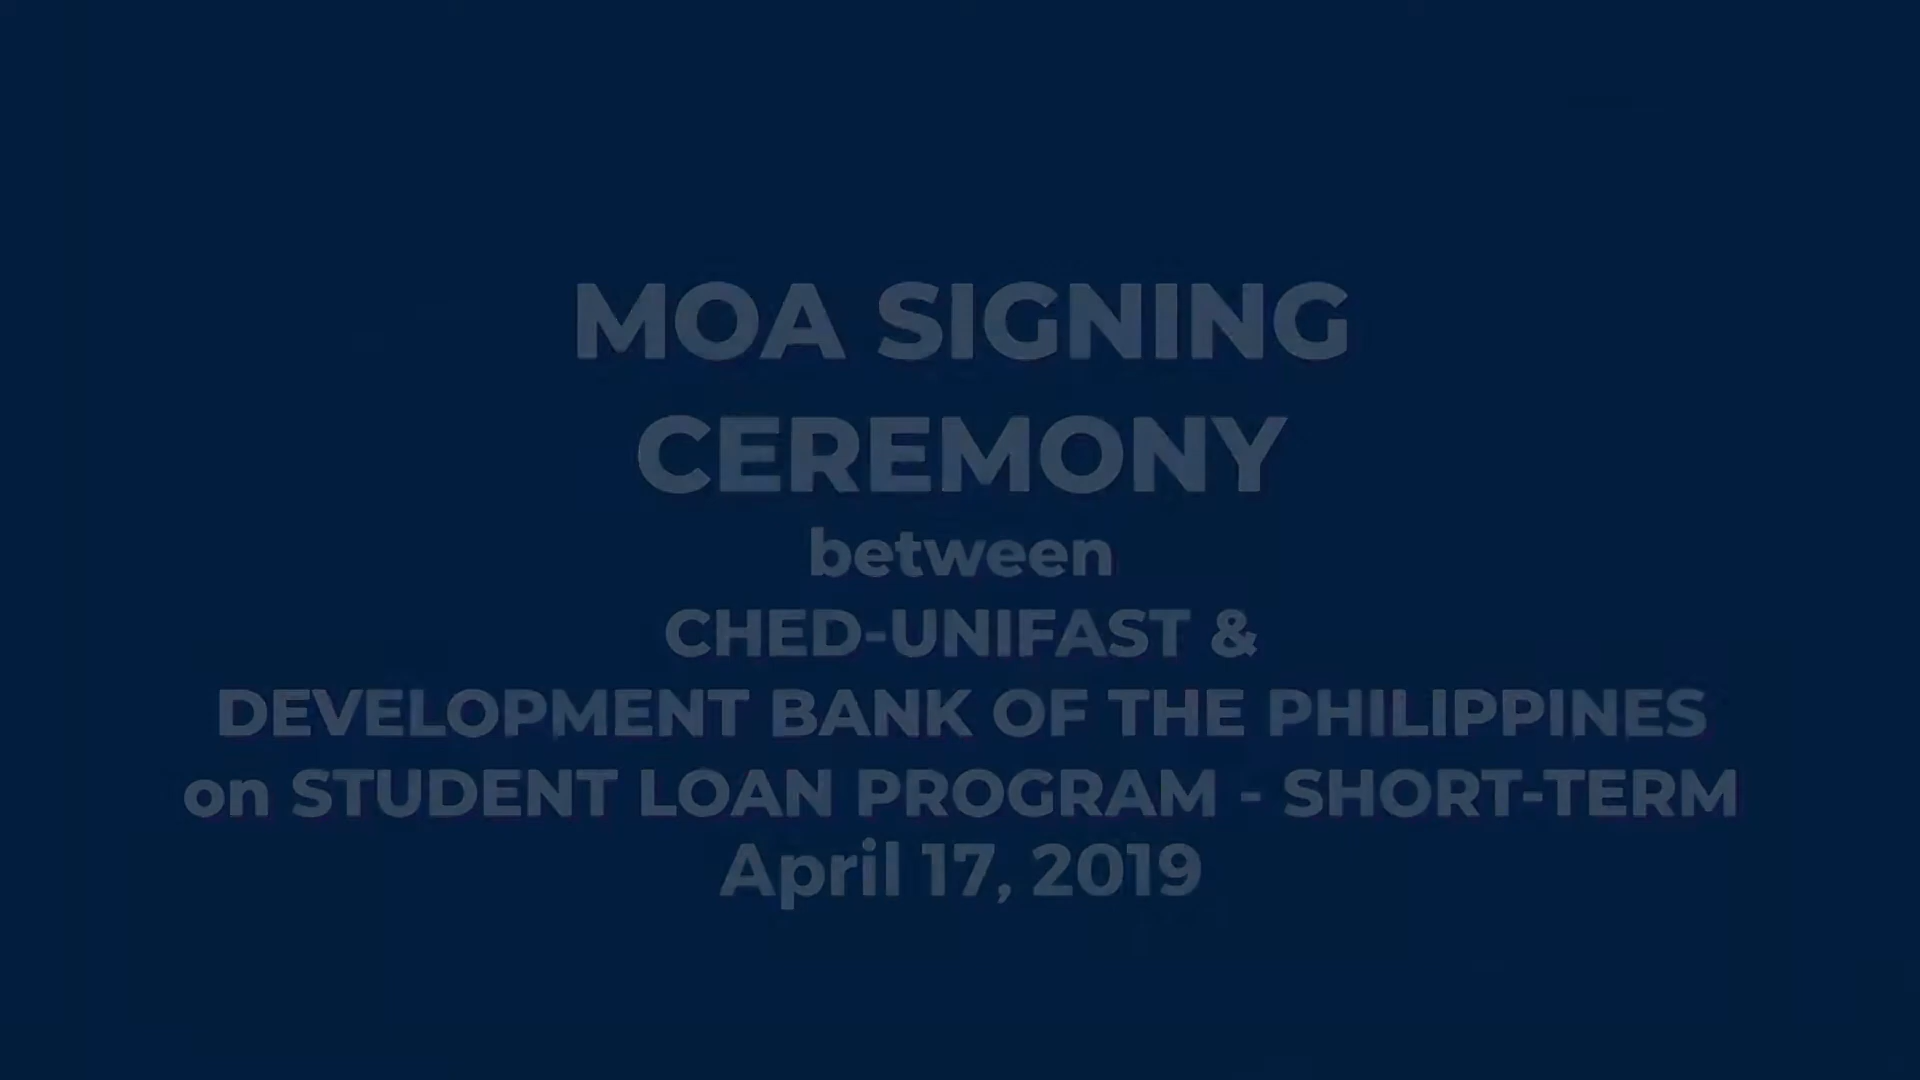 MOA SIGNING
CEREMONY
between
CHED-UNIFAST &
DEVELOPMENT BANK OF THE PHILIPPINES
on STUDENT LOAN PROGRAM - SHORT-TERM
April 17, 2019